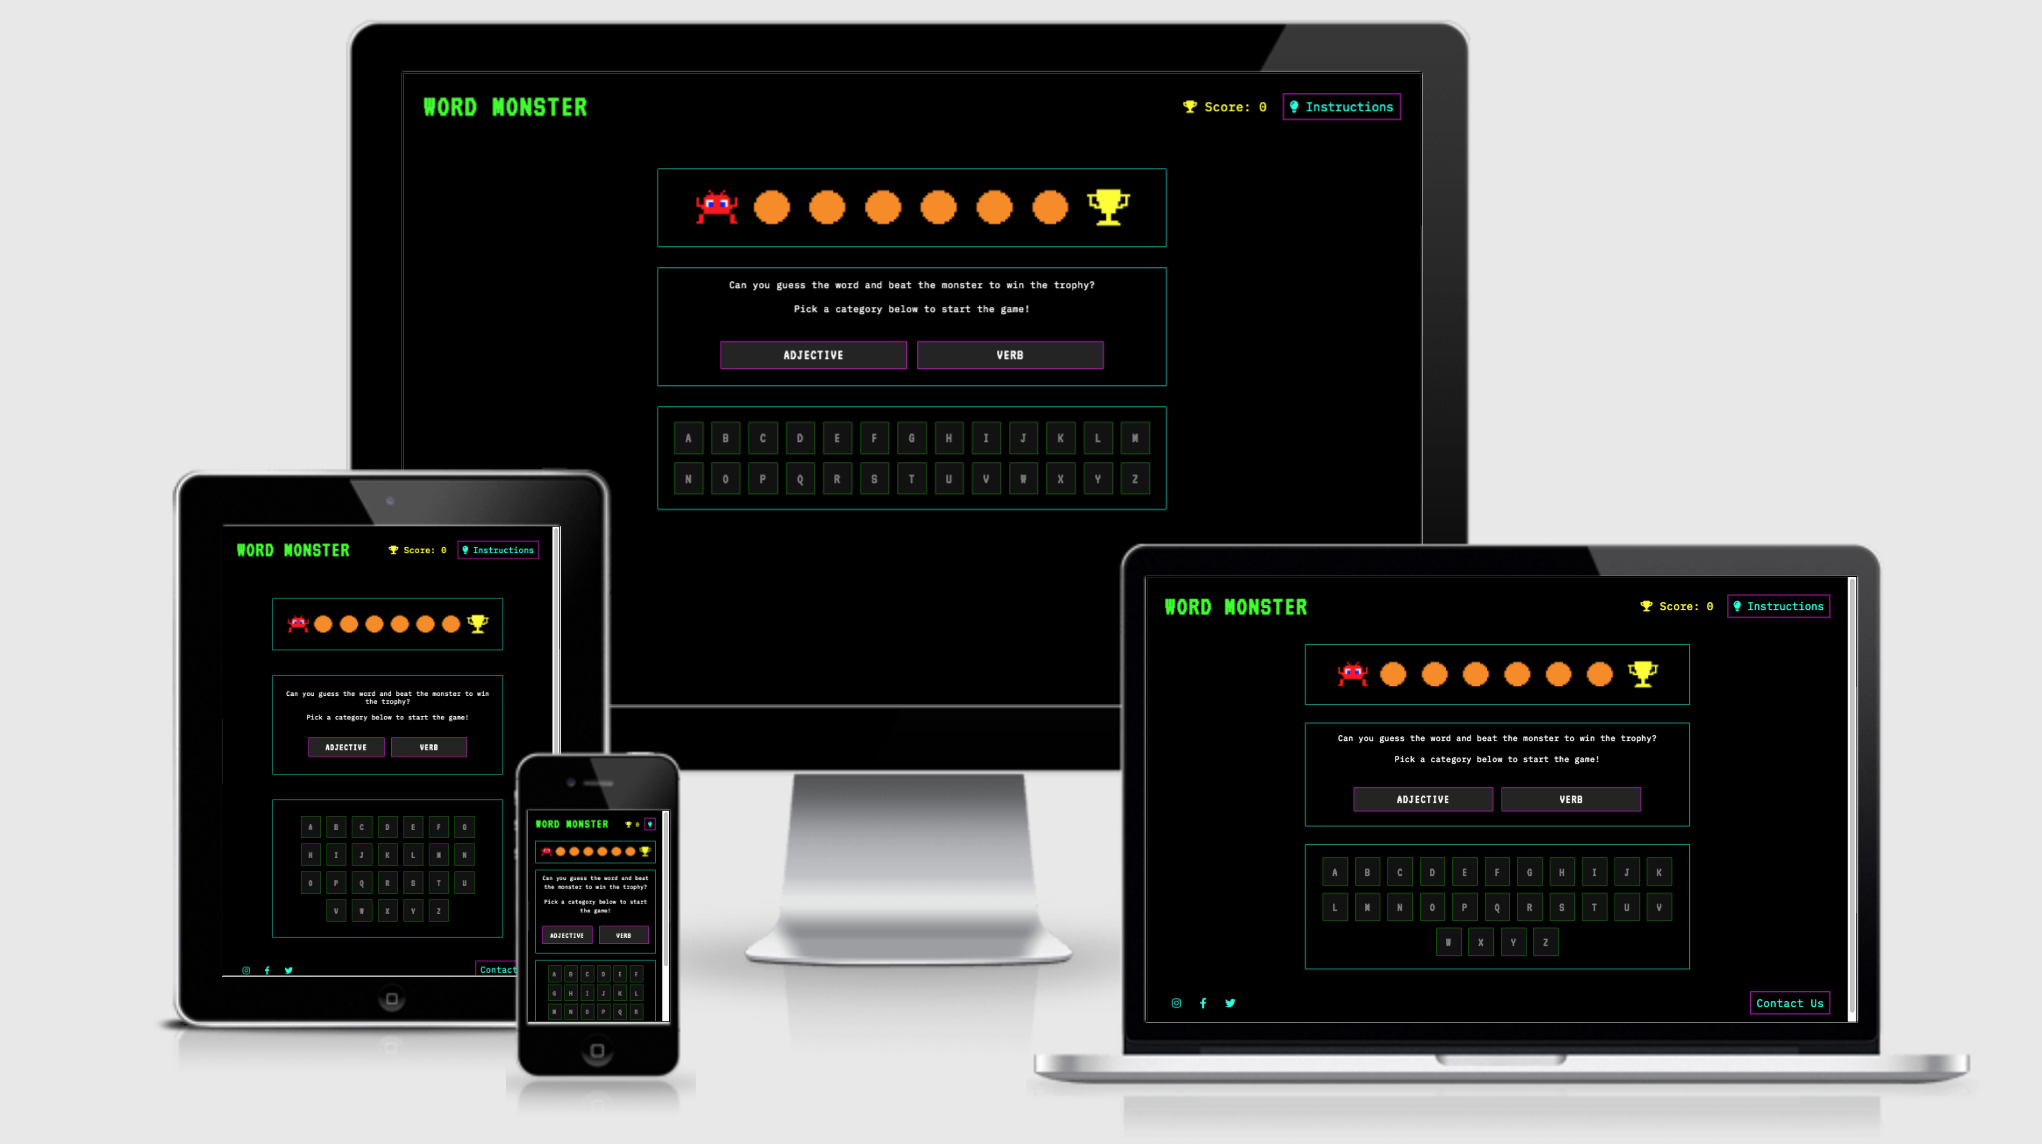 WORD MONSTER
Score: 0
Instructions
Can you guess the word and beat the monster to win the trophy?
Pick a category below to start the game!
ADJECTIVE VERB
A B C D E F G H I J K L M
N O P Q R S T U V W X Y Z
WORD MONSTER
Score: 0
Instructions
Can you guess the word and beat the monster to win
the trophy?
Pick a category below to start the game!
ADJECTIVE VERB
A B C D E F G
H I J K L M N
O P Q R S T U
V W X Y Z
Contact
WORD MONSTER
0
Can you guess the word and beat
the monster to win the trophy?
Pick a category below to start
the game!
ADJECTIVE VERB
A B C D E F
G H I J K L
M N O P Q R
WORD MONSTER
Score: 0
Instructions
Can you guess the word and beat the monster to win the trophy?
Pick a category below to start the game!
ADJECTIVE VERB
A B C D E F G H I J K
L M N O P Q R S T U V
W X Y Z
Contact Us